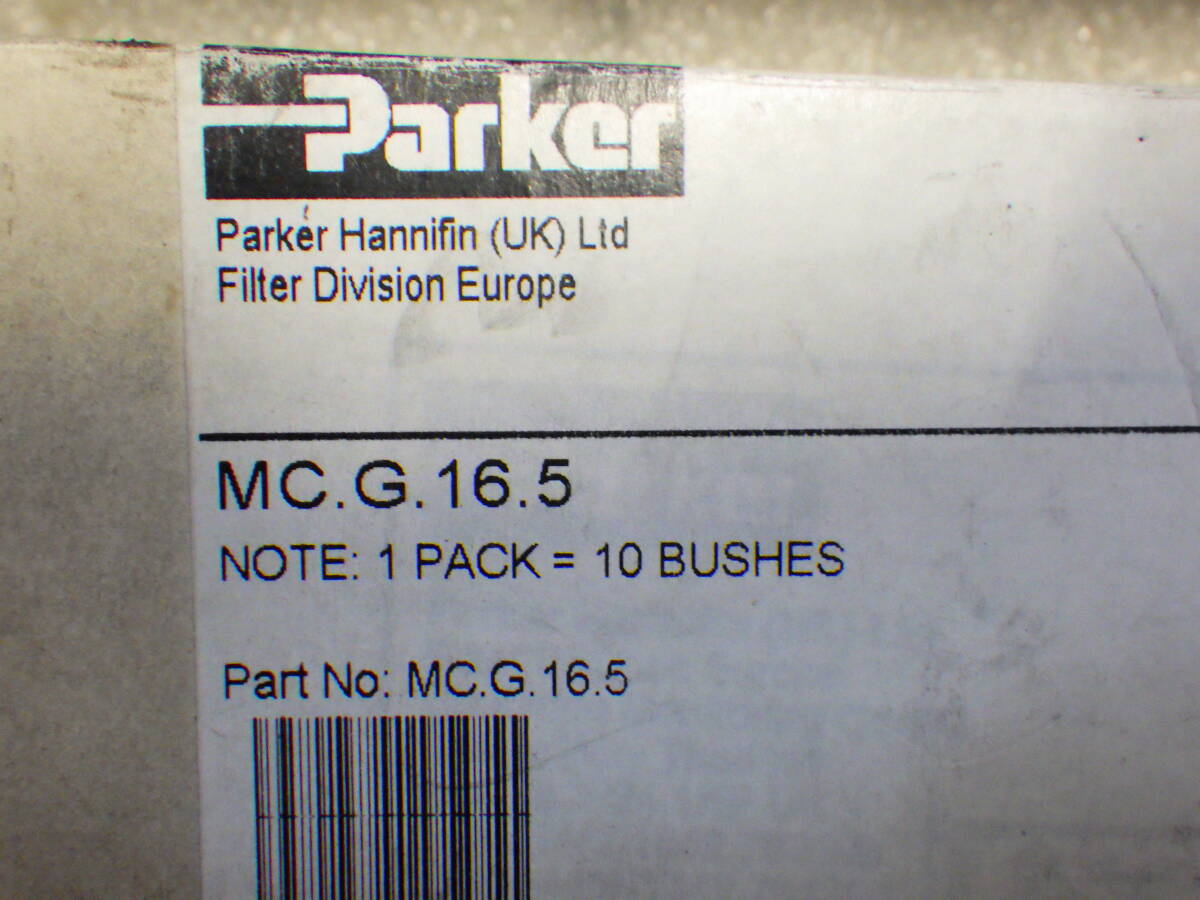 Parker
Parker Hannifin (UK) Ltd
Filter Division Europe
MC.G.16.5
NOTE: 1 PACK = 10 BUSHES
Part No: MC.G.16.5